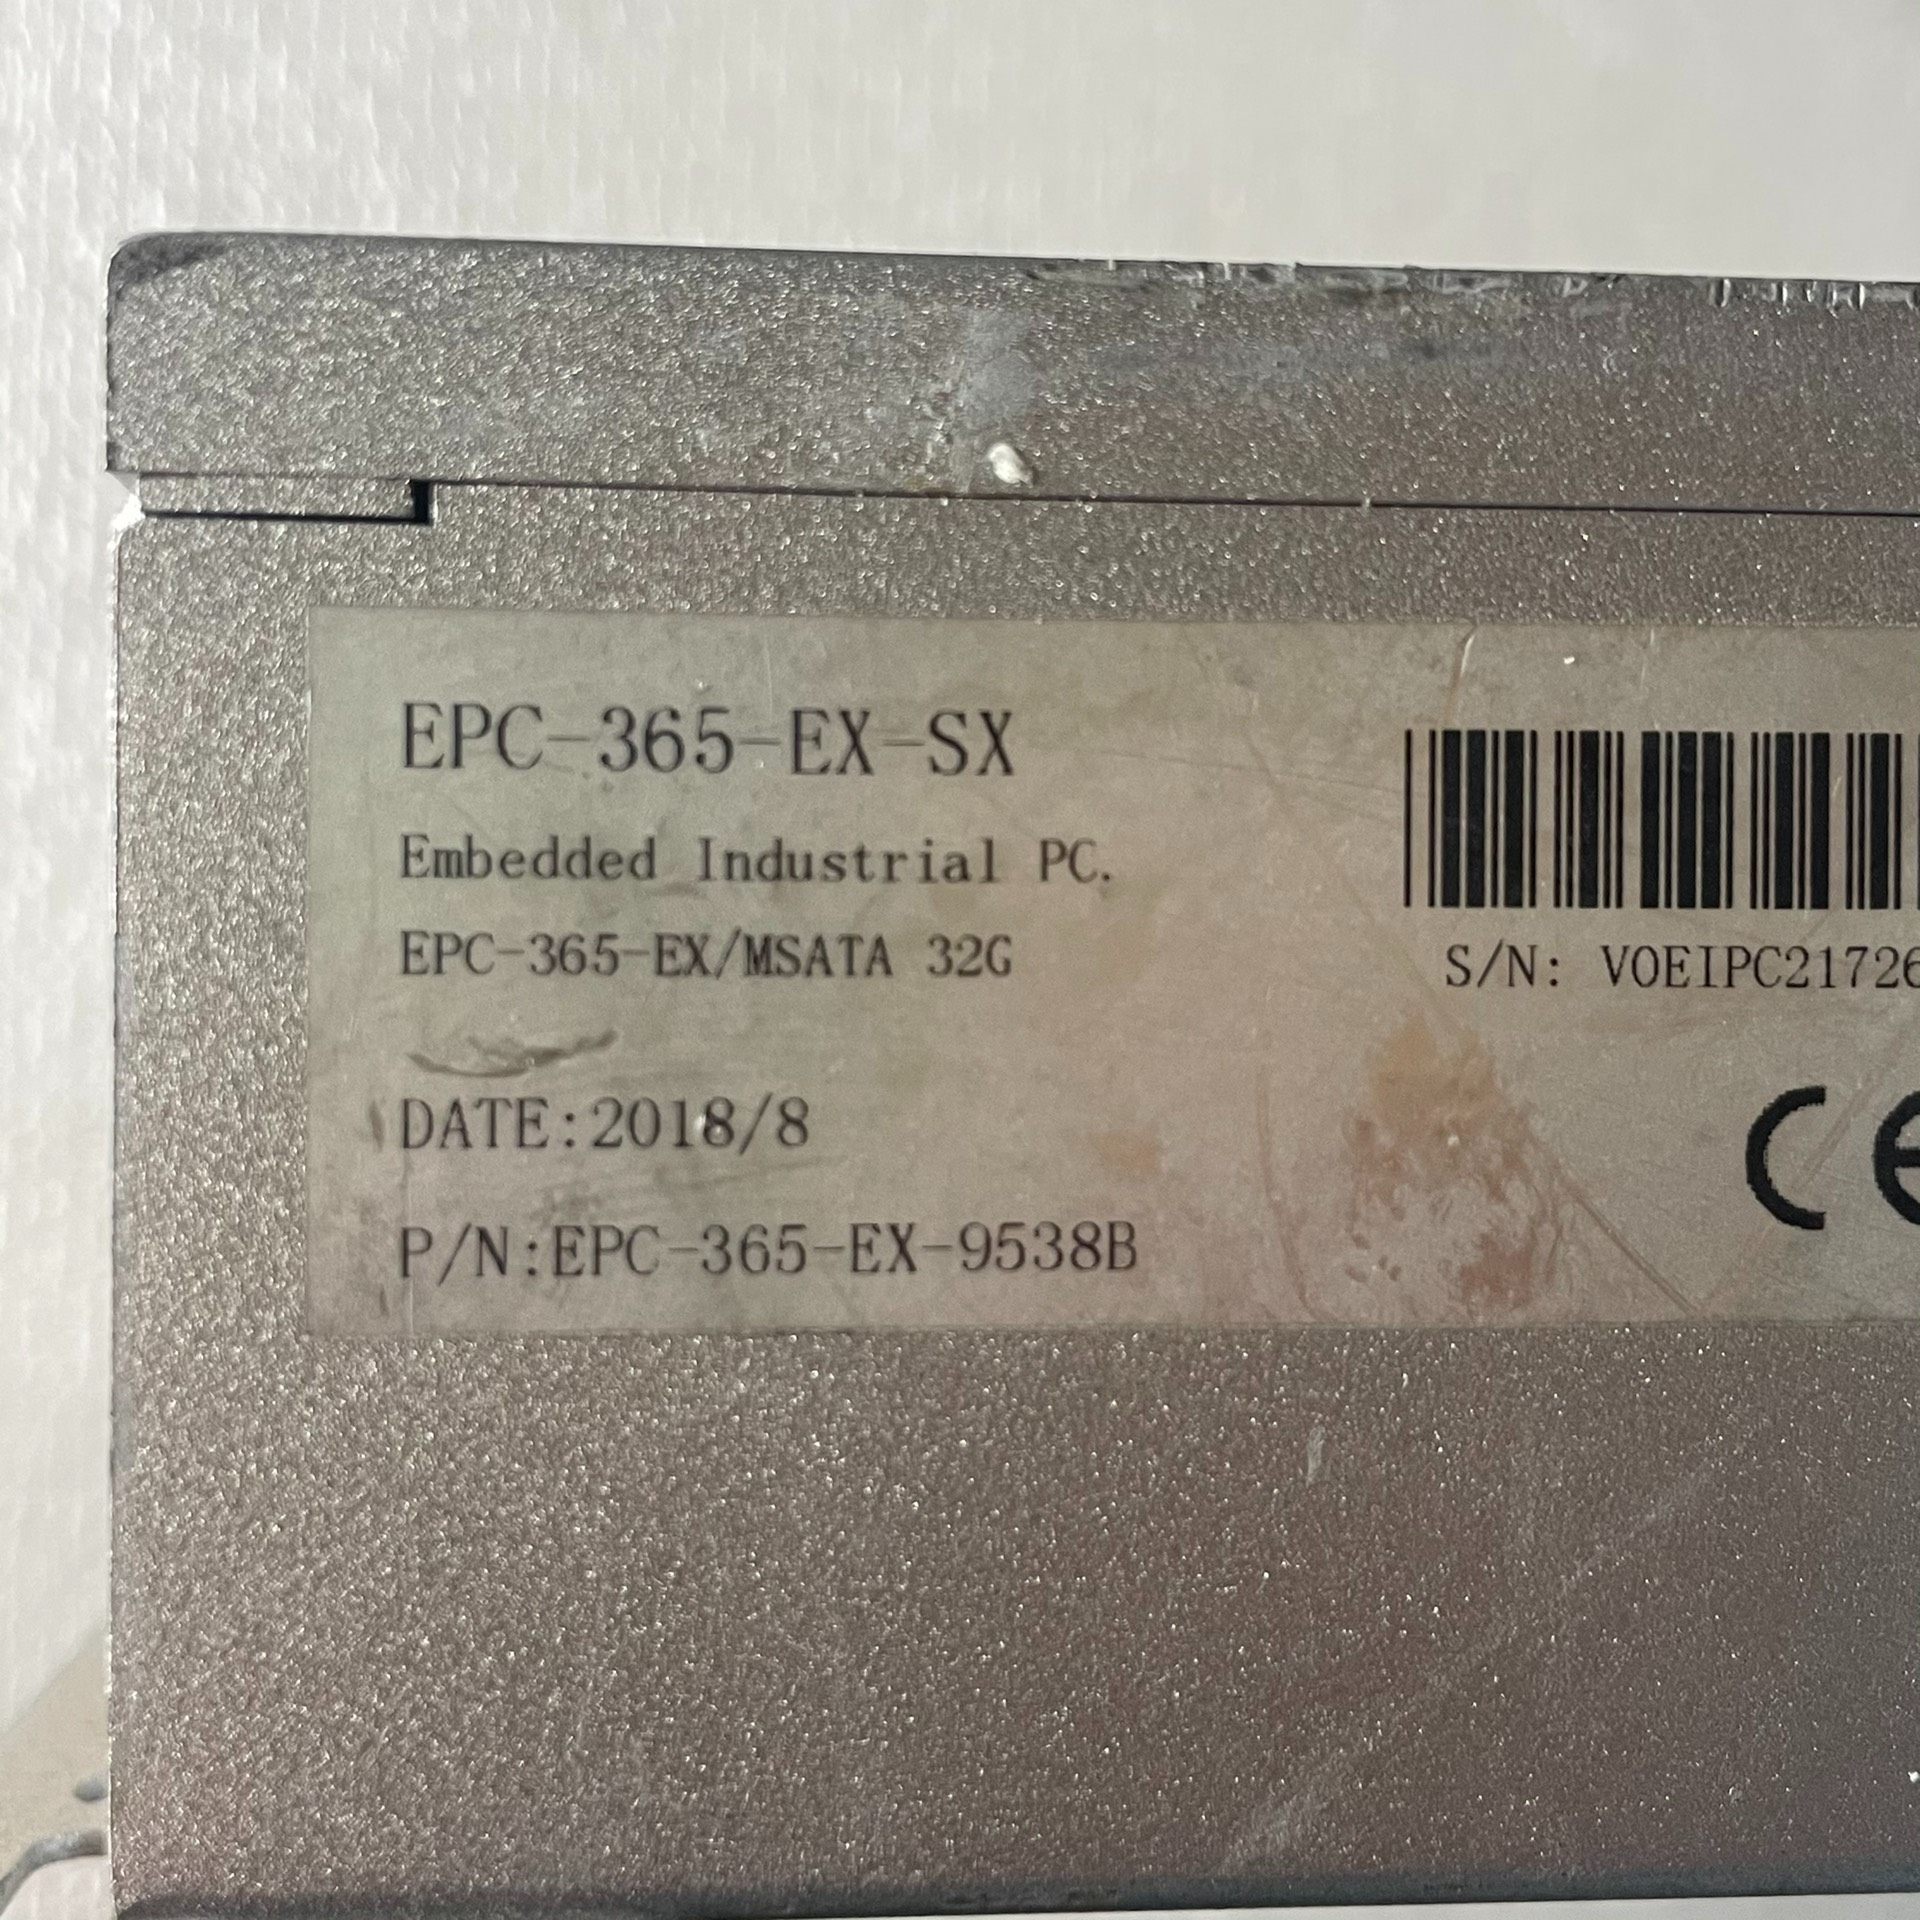 EPC-365-EX-SX
Embedded Industrial PC.
EPC-365-EX/MSATA 32G
S/N: VOEIPC21726
DATE:2018/8
CE
P/N:EPC-365-EX-9538B